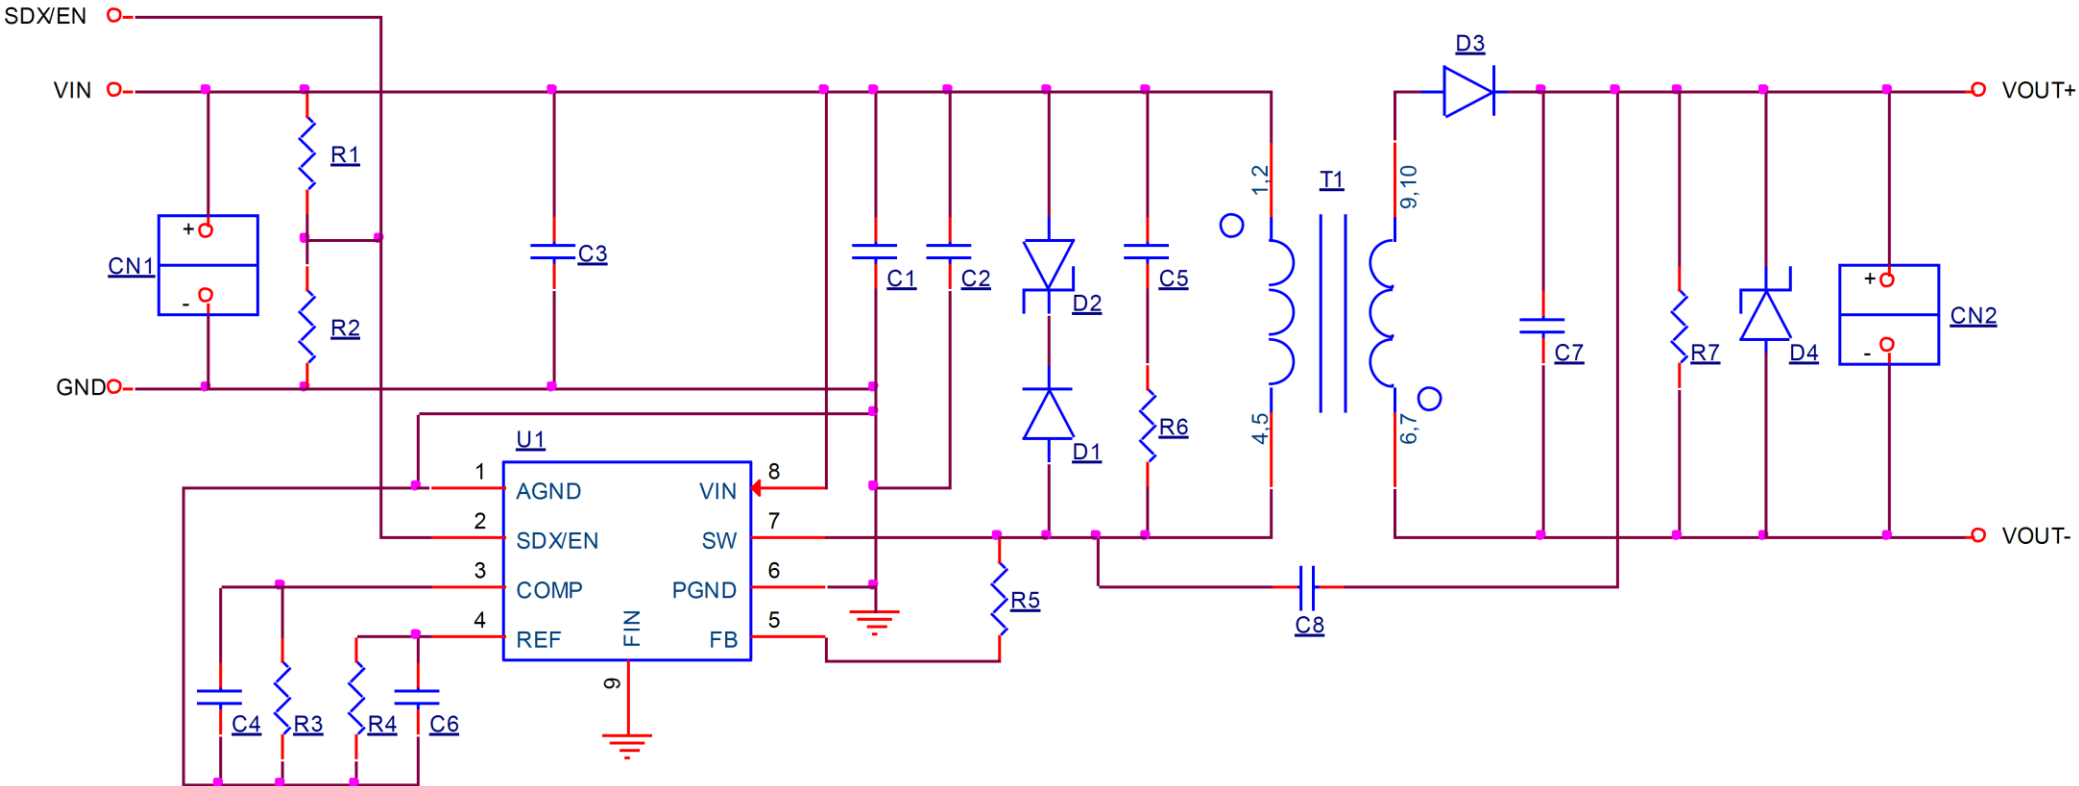 SDX/EN
D3
VIN
VOUT+
R1
1,2
T1
9,10
+
CN1
-
C3
C1
C2
C5
D2
+
CN2
-
R2
C7
R7
D4
GND
U1
R6
D1
4,5
6,7
1
AGND
VIN
8
2
SDX/EN
SW
7
VOUT-
3
COMP
PGND
6
R5
C8
4
REF
FIN
FB
5
9
C4
R3
R4
C6